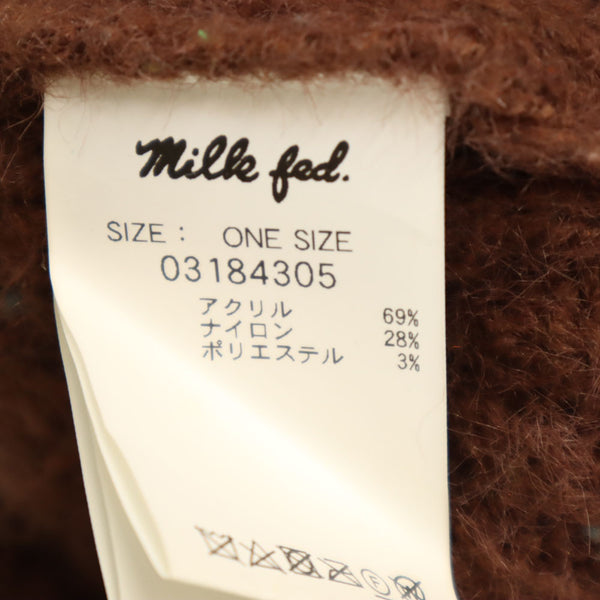 Milk fed.
SIZE : ONE SIZE
03184305
アクリル 69%
ナイロン 28%
ポリエステル 3%
F